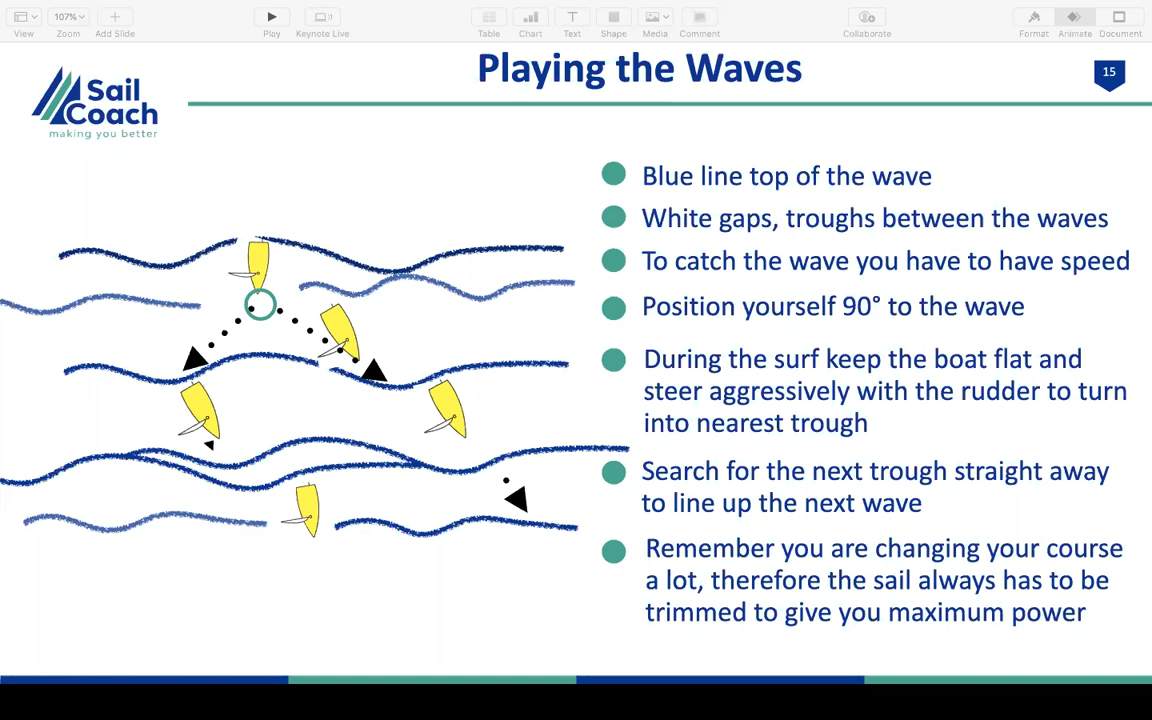 107%
View
Zoom
Add Slide
Play
Keynote Live
Table
Chart
Text
Shape
Media
Comment
Collaborate
Format
Animate
Document
Sail
Coach
making you better
Playing the Waves
15
Blue line top of the wave
White gaps, troughs between the waves
To catch the wave you have to have speed
Position yourself 90° to the wave
During the surf keep the boat flat and
steer aggressively with the rudder to turn
into nearest trough
Search for the next trough straight away
to line up the next wave
Remember you are changing your course
a lot, therefore the sail always has to be
trimmed to give you maximum power